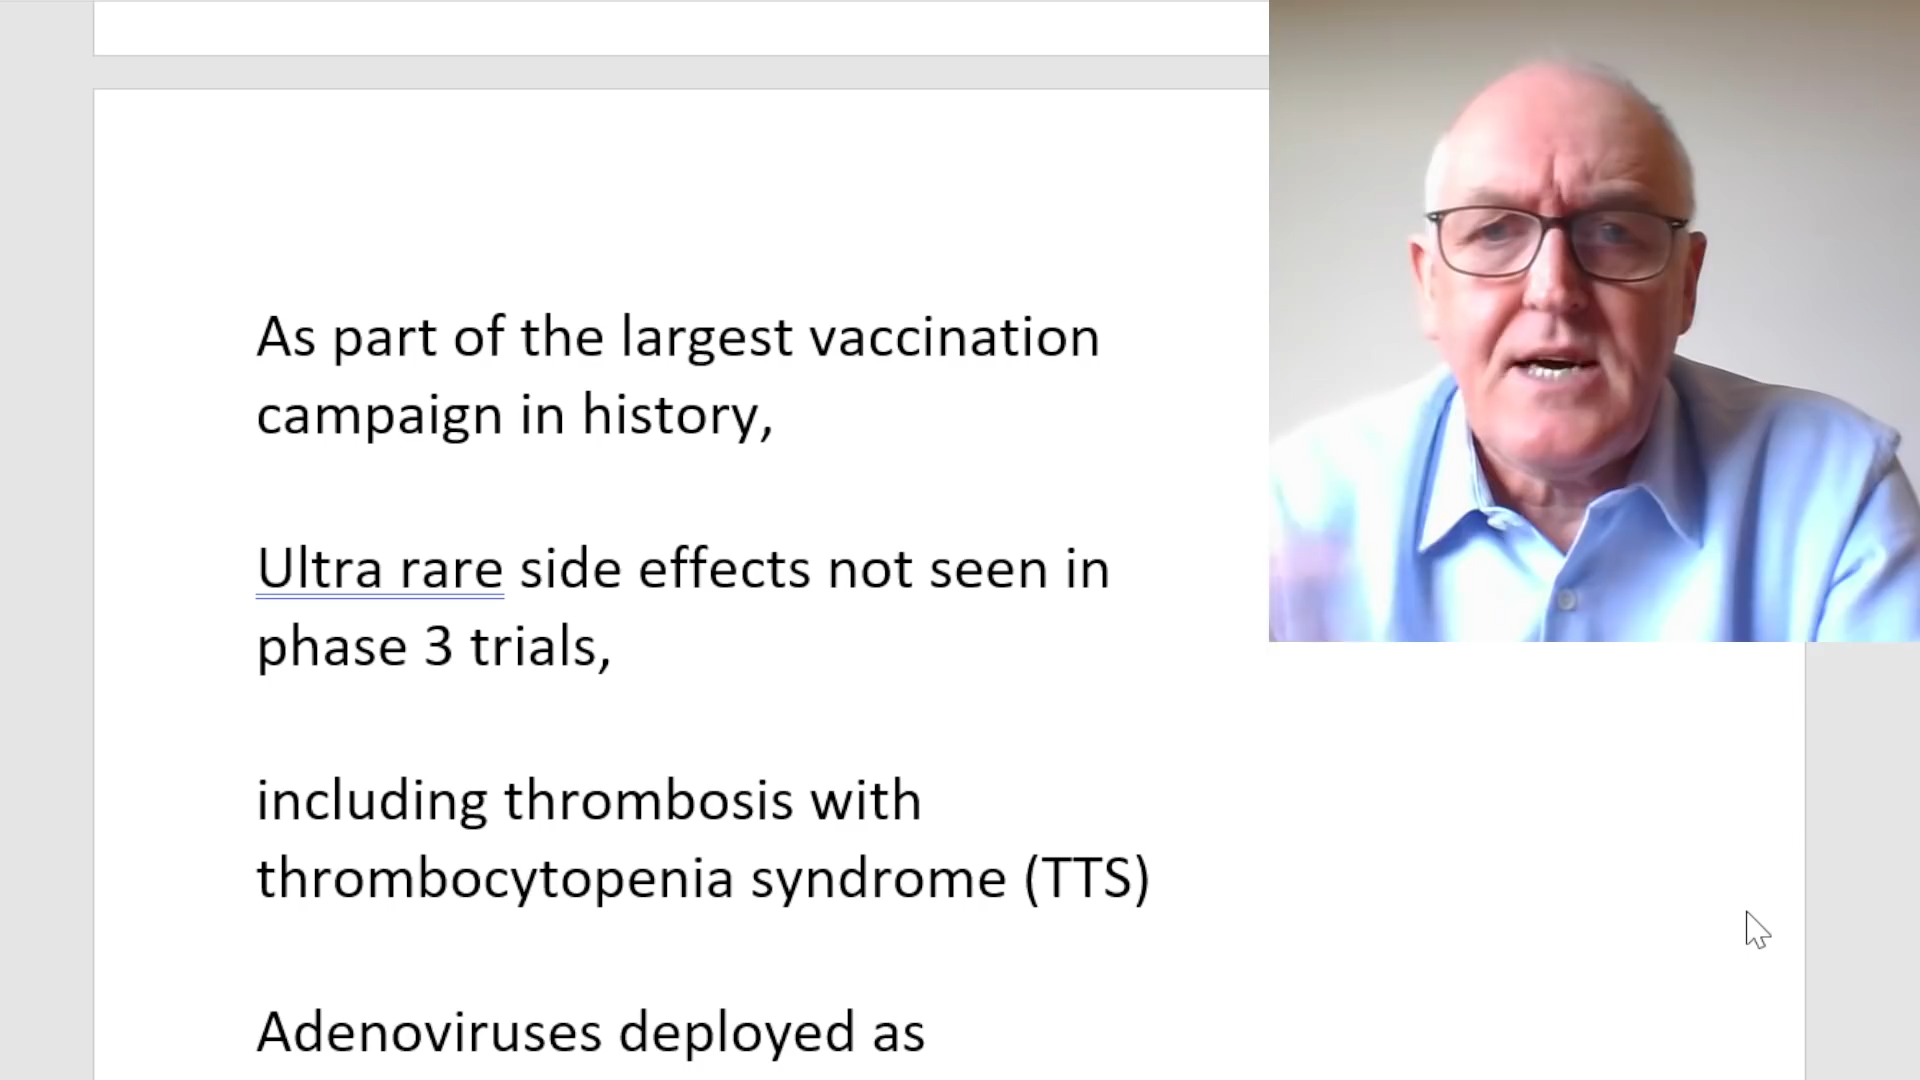 As part of the largest vaccination
campaign in history,
Ultra rare side effects not seen in
phase 3 trials,
including thrombosis with
thrombocytopenia syndrome (TTS)
Adenoviruses deployed as